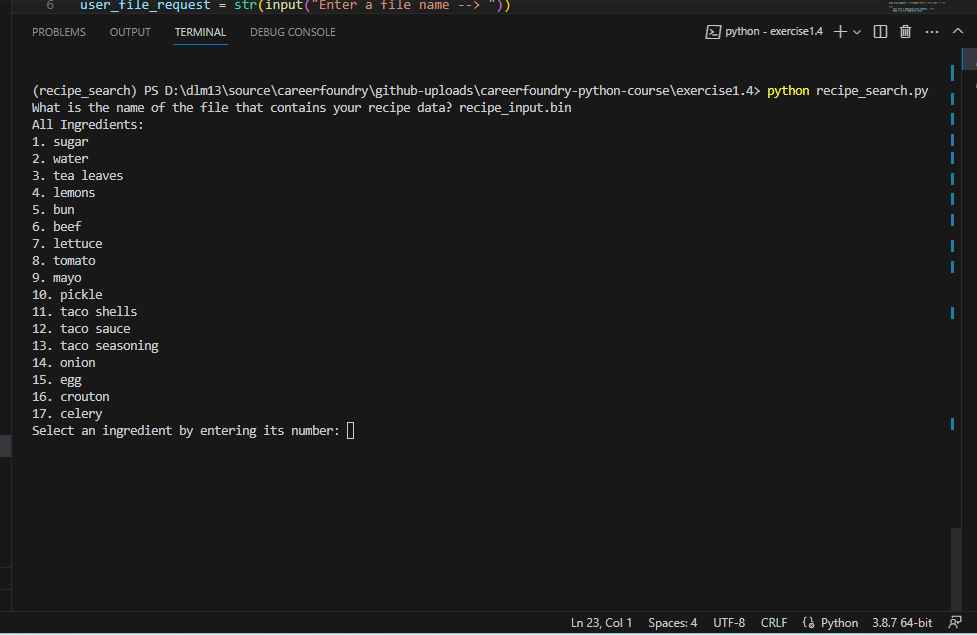 6 user_file_request = str(input("Enter a file name --> "))
PROBLEMS OUTPUT TERMINAL DEBUG CONSOLE python - exercise1.4
(recipe_search) PS D:\dlm13\source\careerfoundry\github-uploads\careerfoundry-python-course\exercise1.4> python recipe_search.py
What is the name of the file that contains your recipe data? recipe_input.bin
All Ingredients:
1. sugar
2. water
3. tea leaves
4. lemons
5. bun
6. beef
7. lettuce
8. tomato
9. mayo
10. pickle
11. taco shells
12. taco sauce
13. taco seasoning
14. onion
15. egg
16. crouton
17. celery
Select an ingredient by entering its number:
Ln 23, Col 1 Spaces: 4 UTF-8 CRLF Python 3.8.7 64-bit